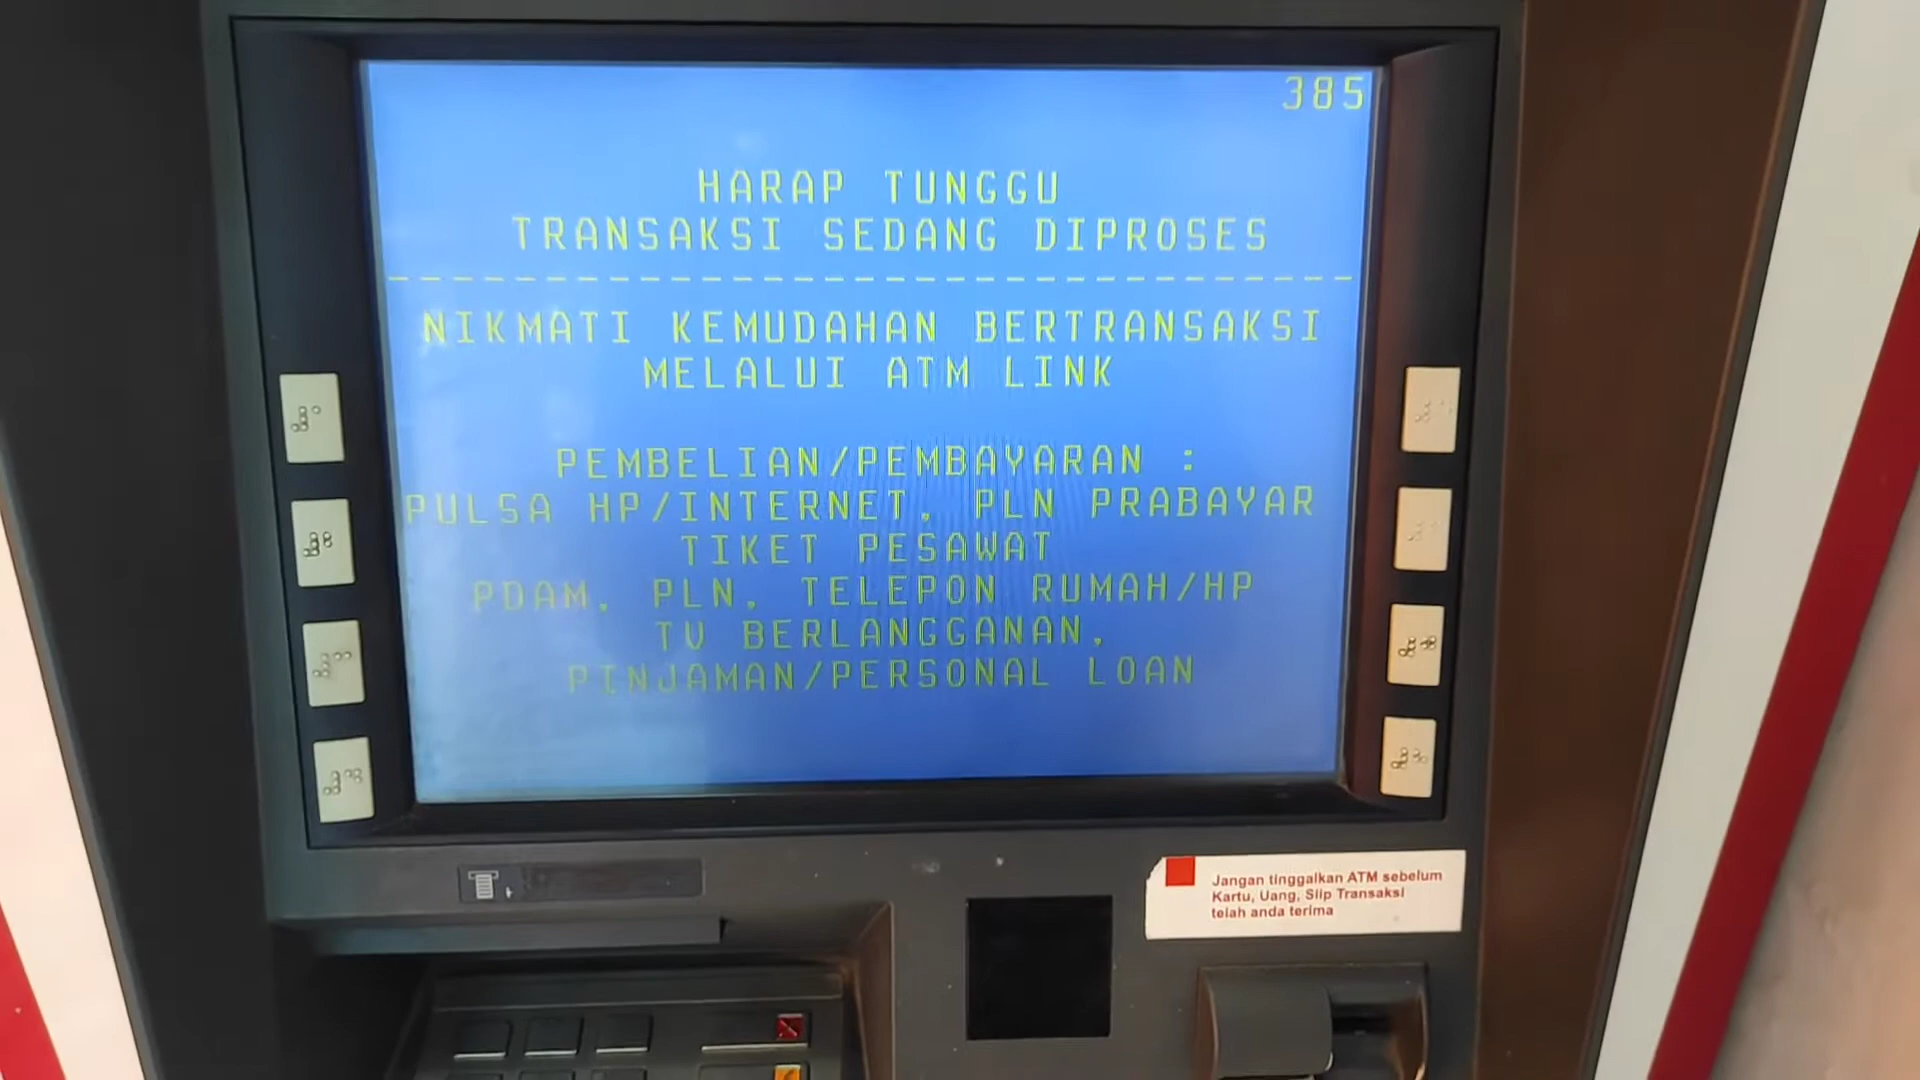 385
HARAP TUNGGU
TRANSAKSI SEDANG DIPROSES
---------------------------------
NIKMATI KEMUDAHAN BERTRANSAKSI
MELALUI ATM LINK
PEMBELIAN/PEMBAYARAN :
PULSA HP/INTERNET, PLN PRABAYAR
TIKET PESAWAT
PDAM, PLN, TELEPON RUMAH/HP
TV BERLANGGANAN,
PINJAMAN/PERSONAL LOAN
Jangan tinggalkan ATM sebelum
Kartu, Uang, Slip Transaksi
telah anda terima